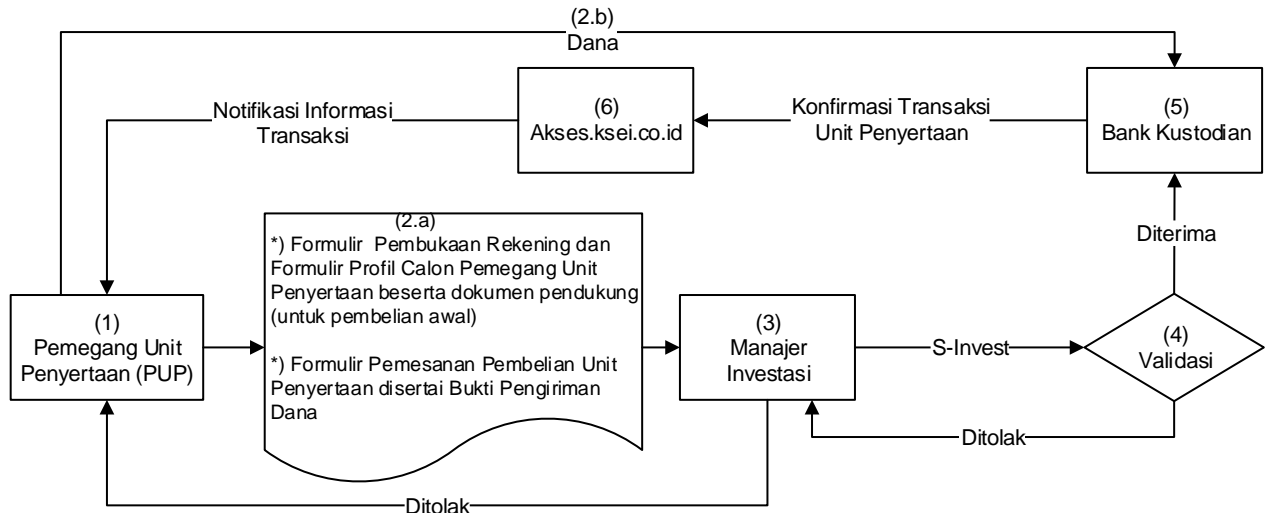 (2.b)
Dana
Notifikasi Informasi
Transaksi
(6)
Akses.ksei.co.id
Konfirmasi Transaksi
Unit Penyertaan
(5)
Bank Kustodian
(2.a)
*) Formulir Pembukaan Rekening dan
Formulir Profil Calon Pemegang Unit
Penyertaan beserta dokumen pendukung
(untuk pembelian awal)
*) Formulir Pemesanan Pembelian Unit
Penyertaan disertai Bukti Pengiriman
Dana
Diterima
(1)
Pemegang Unit
Penyertaan (PUP)
(3)
Manajer
Investasi
S-Invest
(4)
Validasi
Ditolak
Ditolak